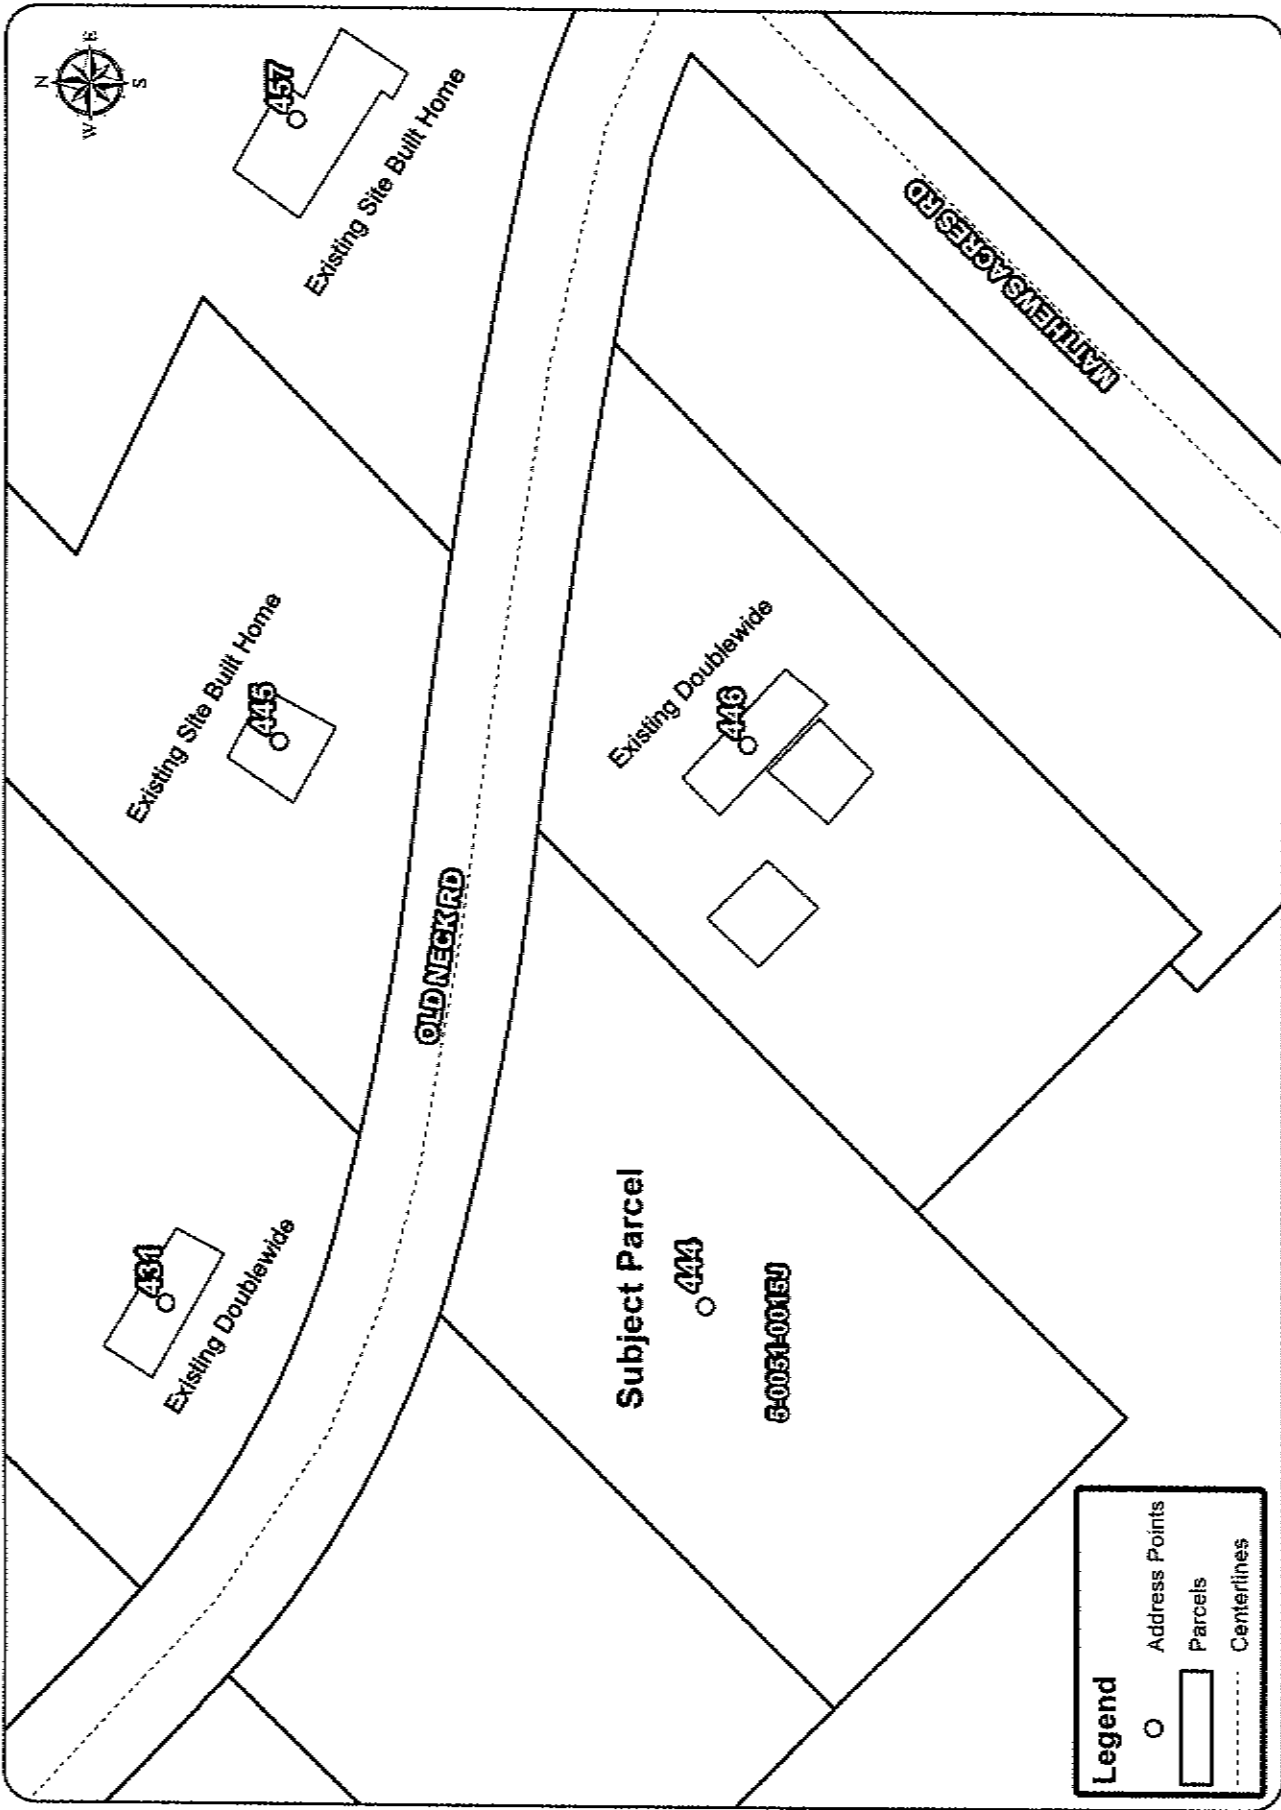 N
E
S
W
457
Existing Site Built Home
Existing Site Built Home
445
MATTHEWS ACRES RD
Existing Doublewide
446
OLD NECK RD
431
Existing Doublewide
Subject Parcel
444
5-0051-0015J
Legend
Address Points
Parcels
Centerlines